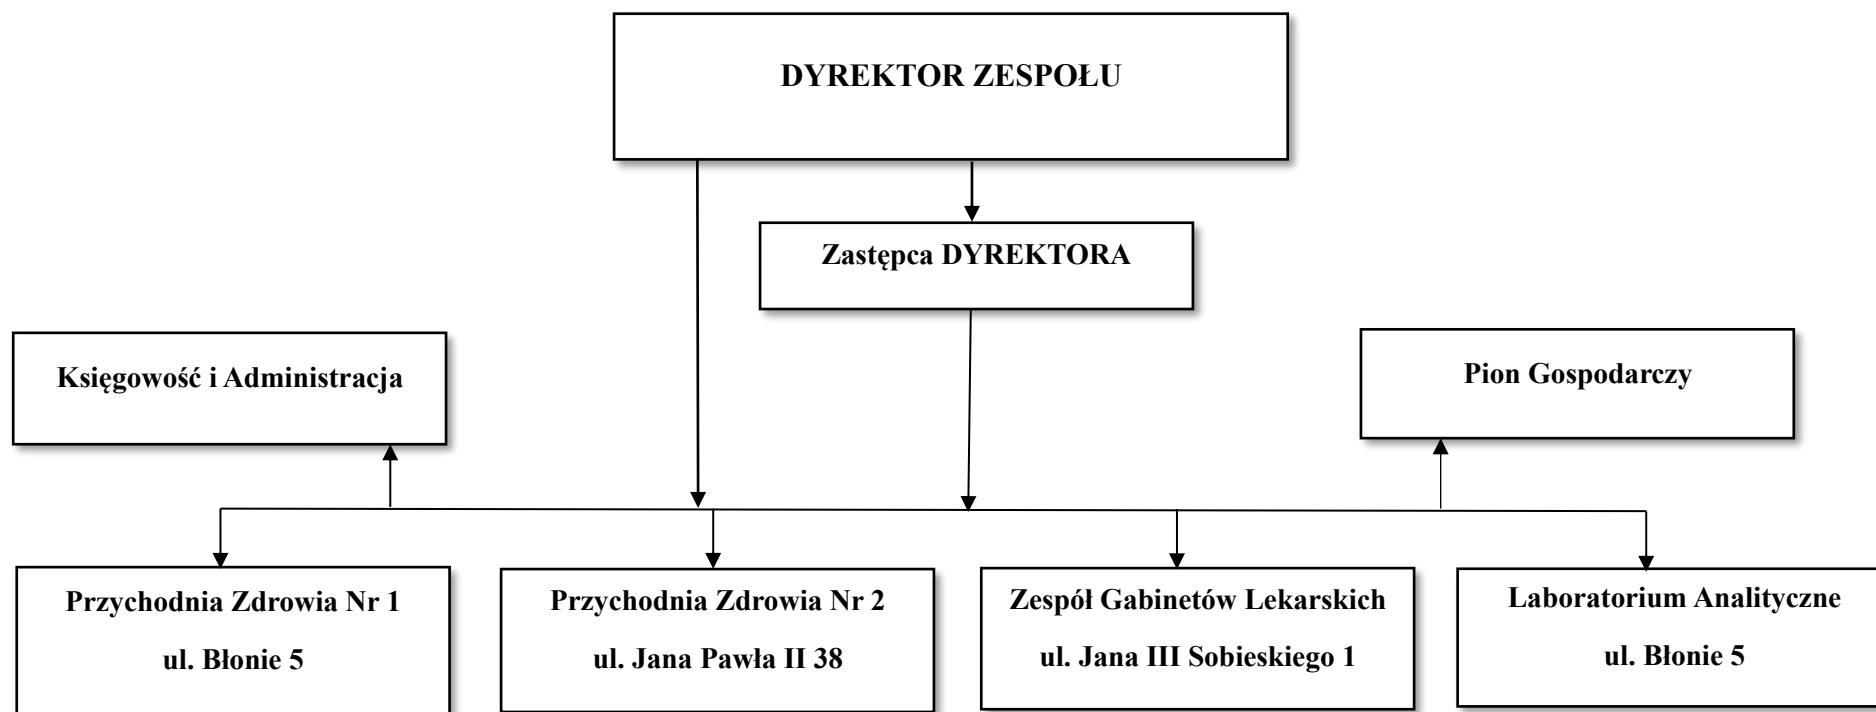 DYREKTOR ZESPOŁU
Zastępca DYREKTORA
Księgowość i Administracja
Pion Gospodarczy
Przychodnia Zdrowia Nr 1
ul. Błonie 5
Przychodnia Zdrowia Nr 2
ul. Jana Pawła II 38
Zespół Gabinetów Lekarskich
ul. Jana III Sobieskiego 1
Laboratorium Analityczne
ul. Błonie 5